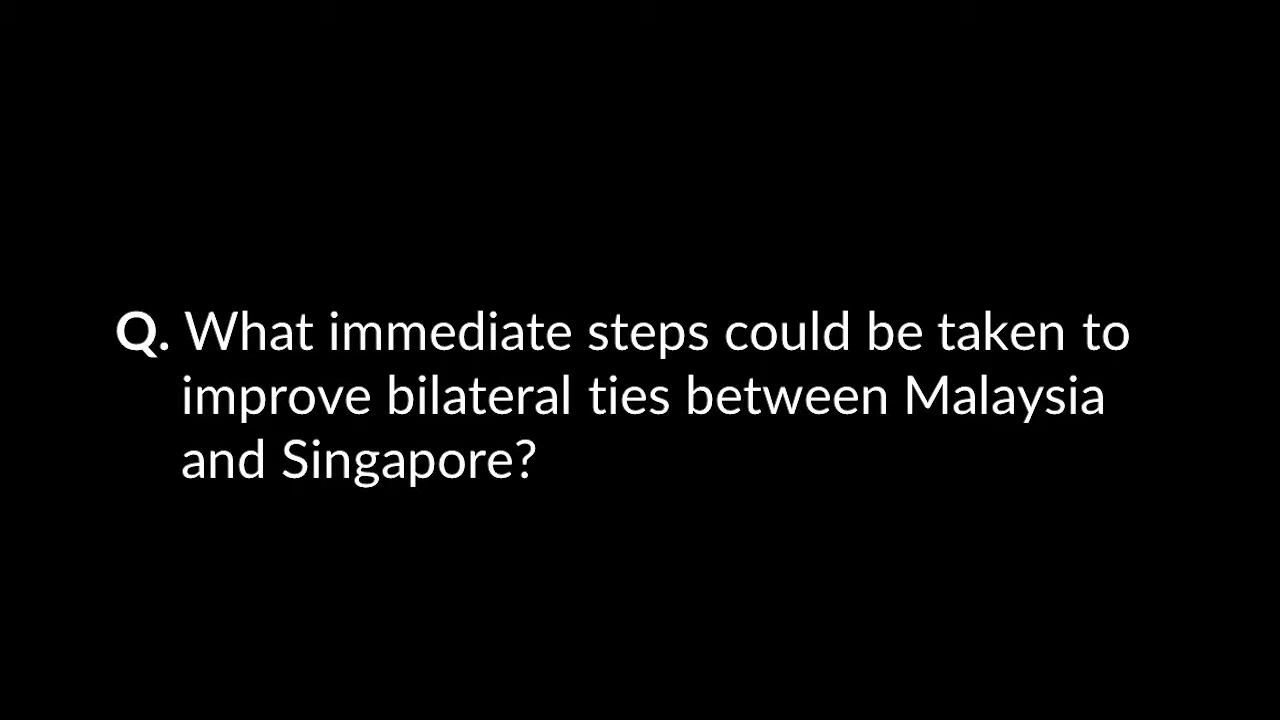 Q. What immediate steps could be taken to
improve bilateral ties between Malaysia
and Singapore?